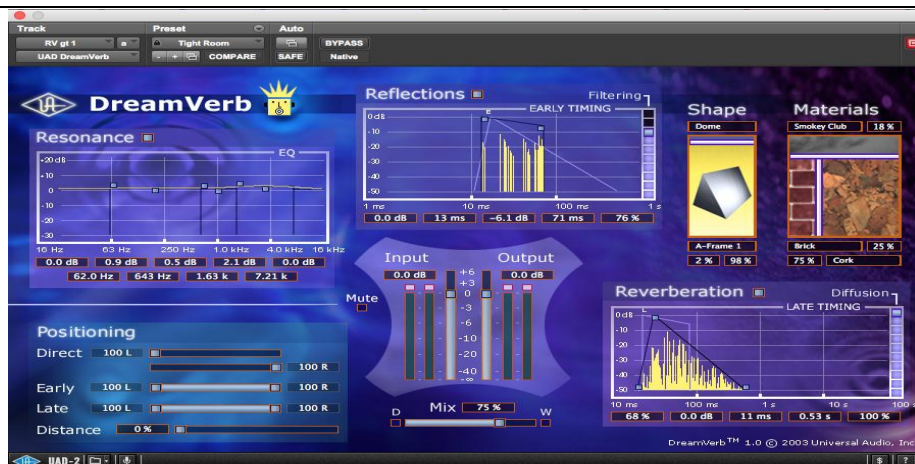 Track Preset Auto
RV gt 1 a Tight Room BYPASS
UAD DreamVerb - + COMPARE SAFE Native
DreamVerb
Resonance
EQ
+20 dB
+10
0
-10
-20
-30
16 Hz 63 Hz 250 Hz 1.0 kHz 4.0 kHz 16 kHz
0.0 dB 0.9 dB 0.5 dB 2.1 dB 0.0 dB
62.0 Hz 643 Hz 1.63 k 7.21 k
Reflections Filtering
EARLY TIMING
0 dB
-10
-20
-30
-40
-50
1 ms 10 ms 100 ms 1 s
0.0 dB 13 ms -6.1 dB 71 ms 76 %
Shape Materials
Dome Smokey Club 18 %
A-Frame 1 Brick 25 %
2 % 98 % 75 % Cork
Input Output
0.0 dB 0.0 dB
+6
+3
0
-3
-6
-10
-20
-40
-∞
Mute
D Mix 75 % W
Positioning
Direct 100 L
100 R
Early 100 L 100 R
Late 100 L 100 R
Distance 0 %
Reverberation Diffusion
LATE TIMING
0 dB L
-10
-20
-30
-40
-50
10 ms 100 ms 1 s 10 s 100 s
68 % 0.0 dB 11 ms 0.53 s 100 %
DreamVerb™ 1.0 © 2003 Universal Audio, Inc
UAD-2 $ ?